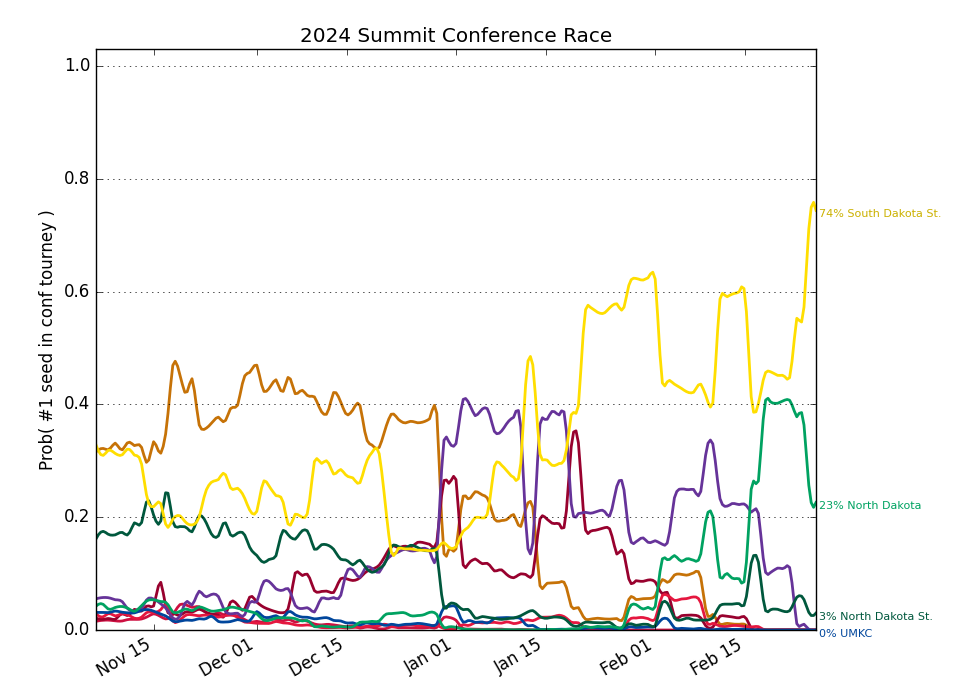 2024 Summit Conference Race
Prob( #1 seed in conf tourney )
1.0
0.8
0.6
0.4
0.2
0.0
Nov 15
Dec 01
Dec 15
Jan 01
Jan 15
Feb 01
Feb 15
74% South Dakota St.
23% North Dakota
3% North Dakota St.
0% UMKC